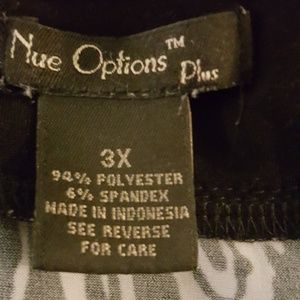 Nue Options™ Plus
3X
94% POLYESTER
6% SPANDEX
MADE IN INDONESIA
SEE REVERSE
FOR CARE